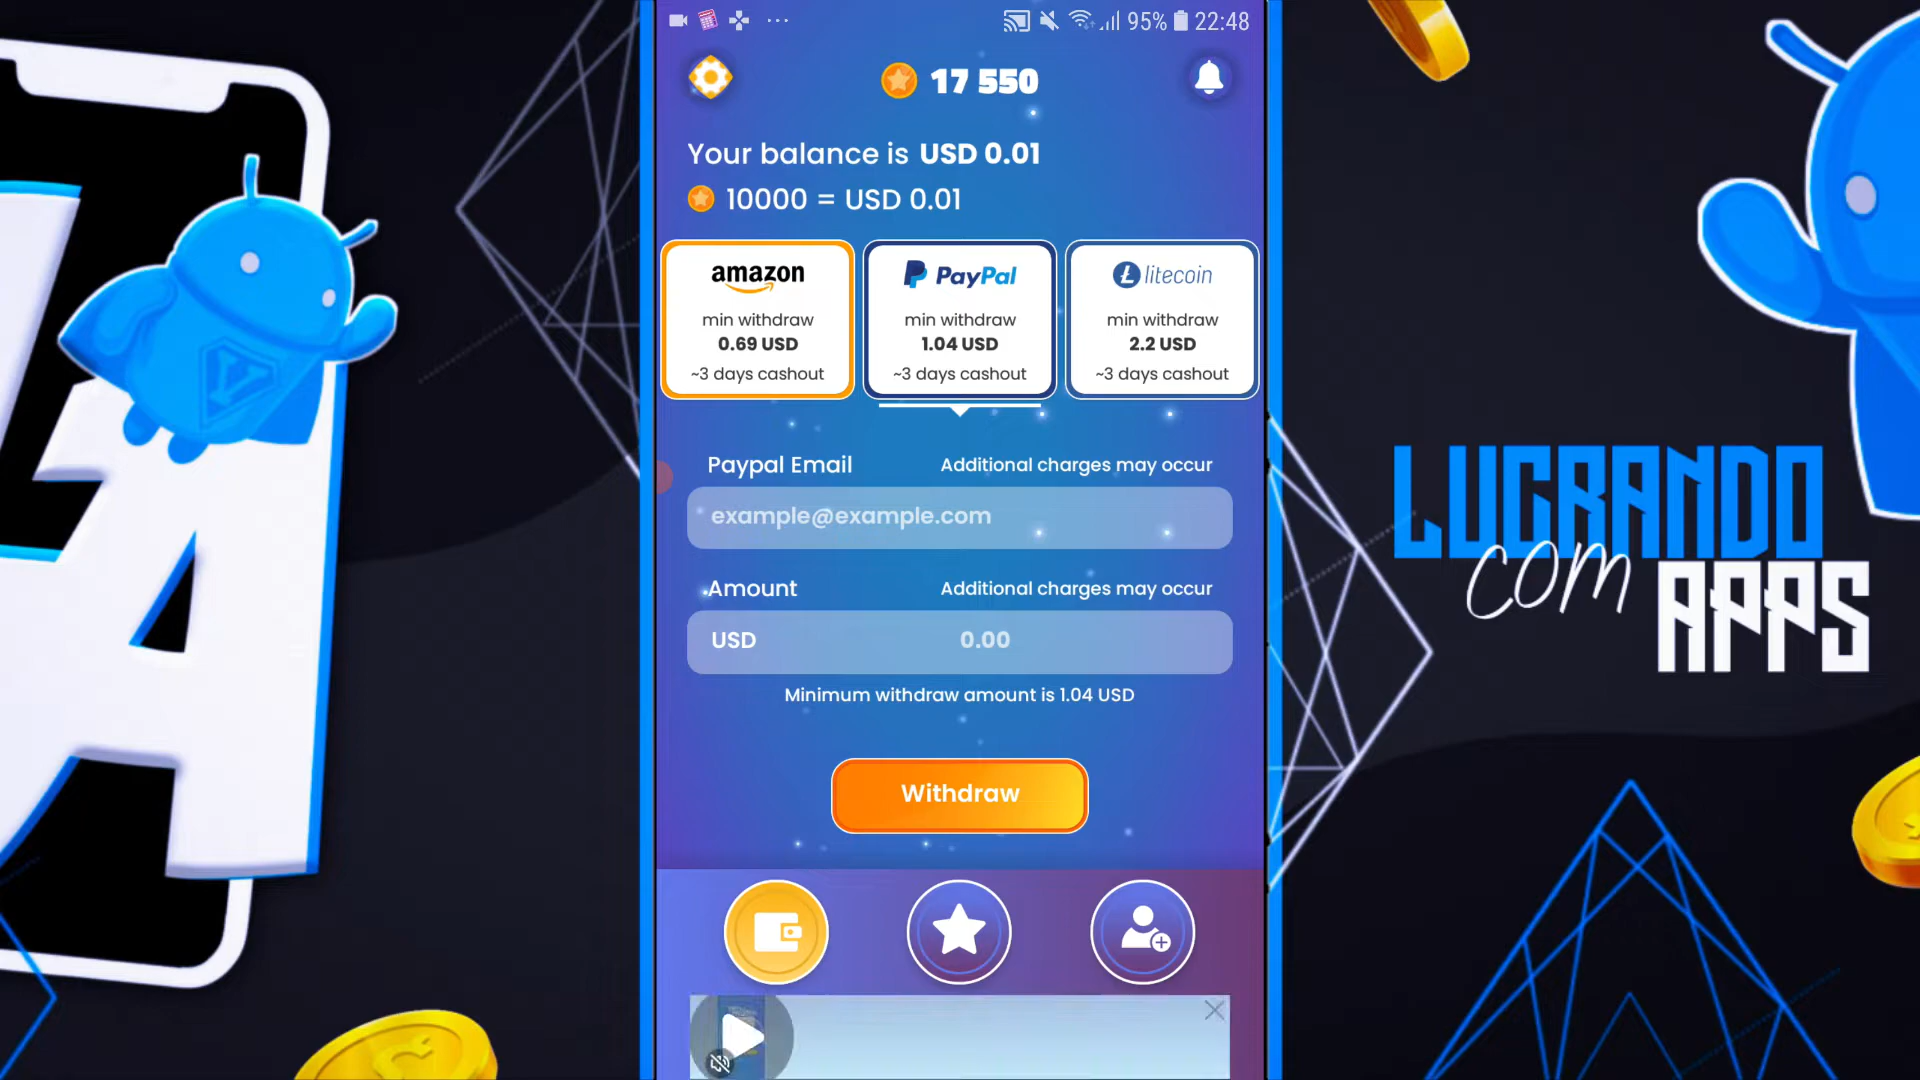 95% 22:48
17 550
Your balance is USD 0.01
10000 = USD 0.01
amazon
min withdraw
0.69 USD
~3 days cashout
PayPal
min withdraw
1.04 USD
~3 days cashout
litecoin
min withdraw
2.2 USD
~3 days cashout
Paypal Email Additional charges may occur
example@example.com
Amount Additional charges may occur
USD 0.00
Minimum withdraw amount is 1.04 USD
Withdraw
LUCRANDO
com
APPS